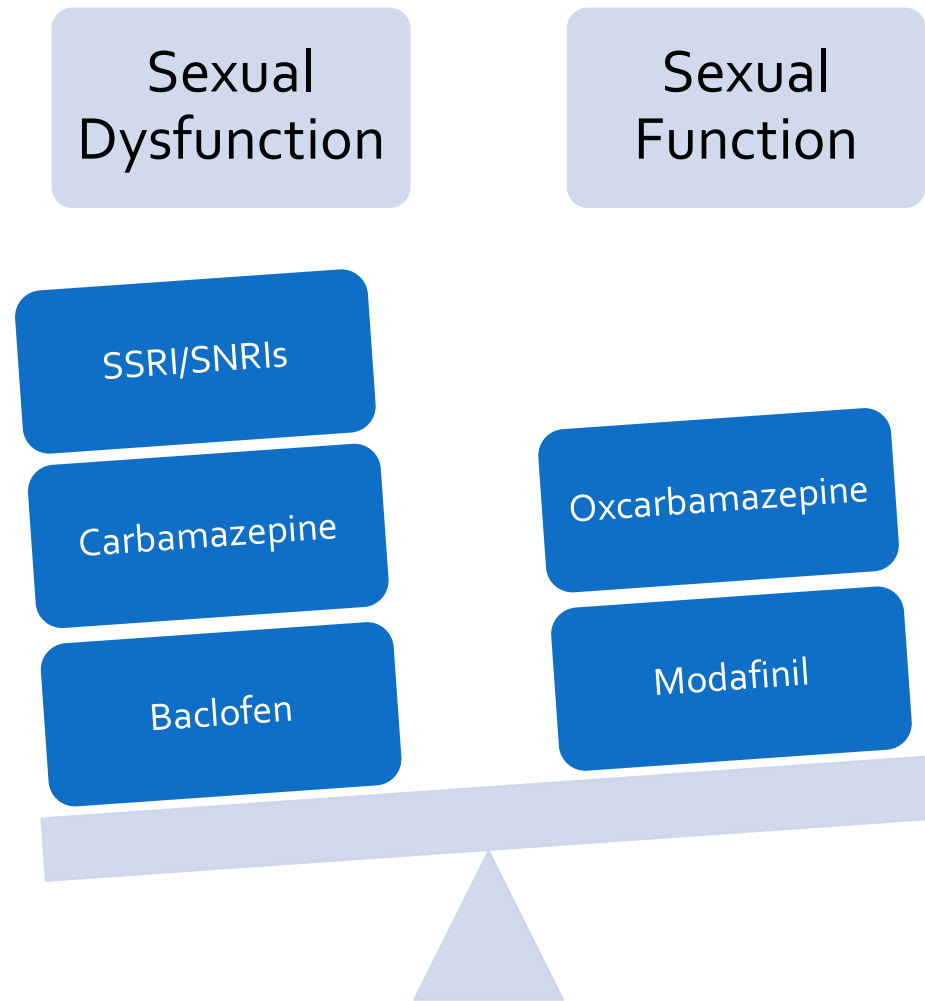 Sexual
Dysfunction
Sexual
Function
SSRI/SNRIs
Carbamazepine
Baclofen
Oxcarbamazepine
Modafinil